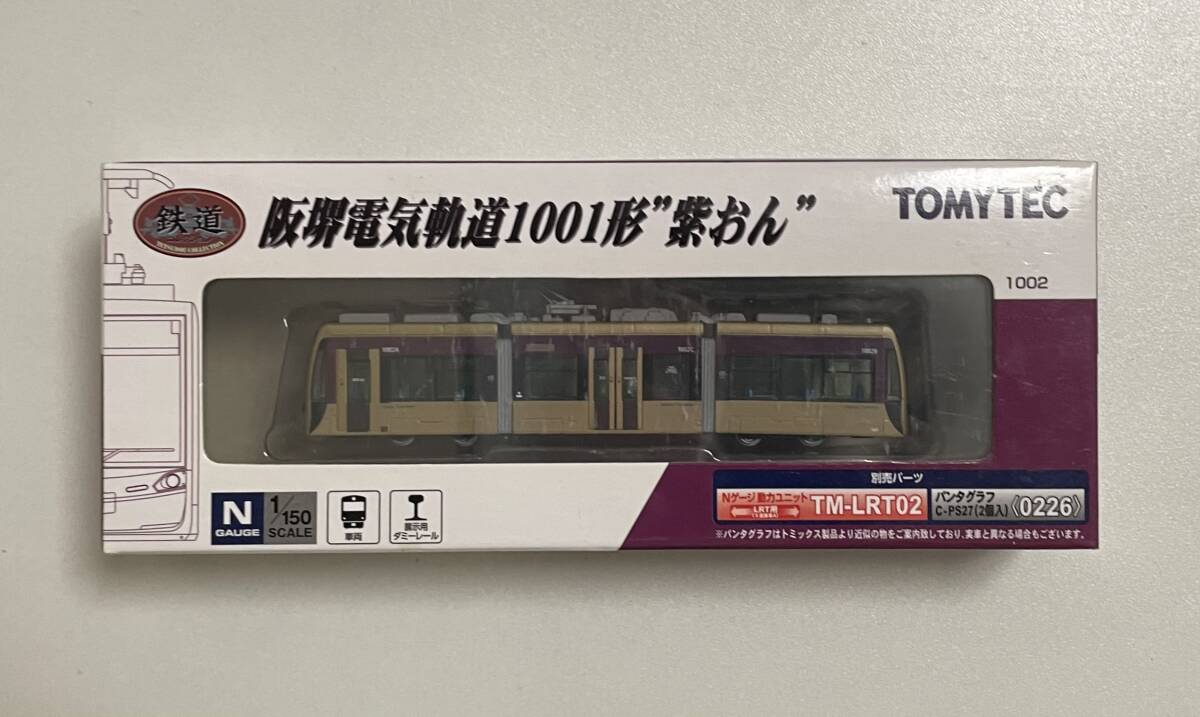 鉄道
TETSUDOU COLLECTION
阪堺電気軌道1001形"紫おん"
TOMYTEC
1002
N
GAUGE
1/150
SCALE
車両
展示用
ダミーレール
別売パーツ
Nゲージ動力ユニット
LRT用
TM-LRT02
パンタグラフ
C-PS27(2個入)
《0226》
※パンタグラフはトミックス製品より近似の物をご案内致しており、実車と異なる場合もございます。